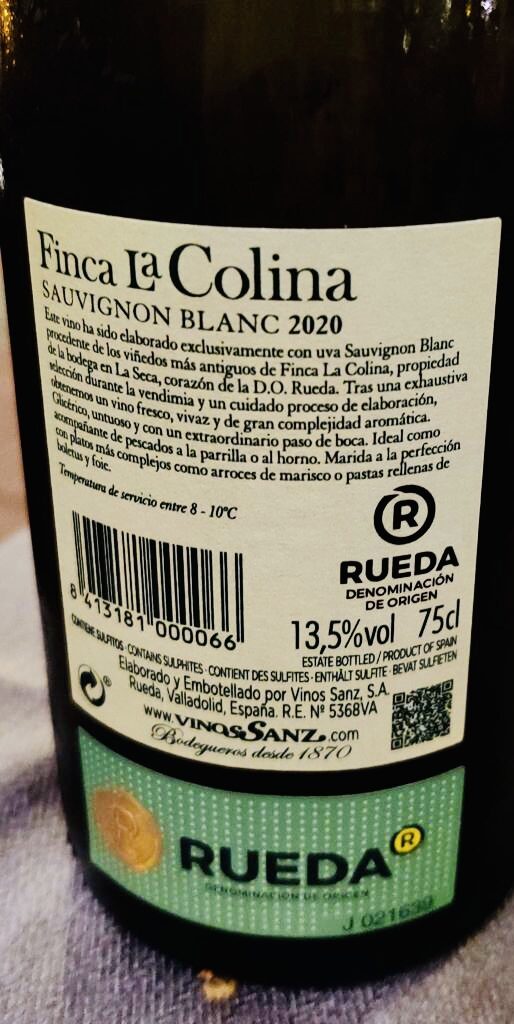 Finca La Colina
SAUVIGNON BLANC 2020
Este vino ha sido elaborado exclusivamente con uva Sauvignon Blanc
procedente de los viñedos más antiguos de Finca La Colina, propiedad
de la bodega en La Seca, corazón de la D.O. Rueda. Tras una exhaustiva
selección durante la vendimia y un cuidado proceso de elaboración,
obtenemos un vino fresco, vivaz y de gran complejidad aromática.
Glicérico, untuoso y con un extraordinario paso de boca. Ideal como
acompañante de pescados a la parrilla o al horno. Marida a la perfección
con platos más complejos como arroces de marisco o pastas rellenas de
boletus y foie.
Temperatura de servicio entre 8 - 10ºC
R
RUEDA
DENOMINACIÓN
DE ORIGEN
8 413181 000066
13,5%vol 75cl
ESTATE BOTTLED / PRODUCT OF SPAIN
CONTIENE SULFITOS · CONTAINS SULPHITES · CONTIENT DES SULFITES · ENTHÄLT SULFITE · BEVAT SULFIETEN
Elaborado y Embotellado por Vinos Sanz, S.A.
Rueda, Valladolid, España. R.E. Nº 5368VA
www.VINOSSANZ.com
Bodegueros desde 1870
R
RUEDA R
DENOMINACIÓN DE ORIGEN
J 021639